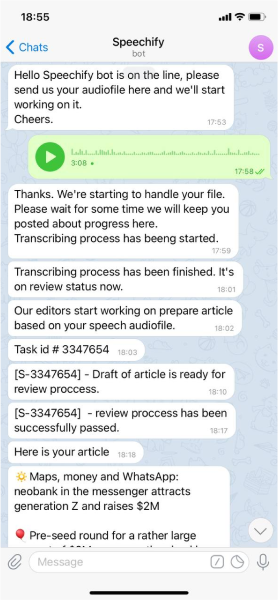 18:55
Chats
Speechify
bot
S
Hello Speechify bot is on the line, please
send us your audiofile here and we'll start
working on it.
Cheers.
17:53
3:08
17:58
Thanks. We're starting to handle your file.
Please wait for some time we will keep you
posted about progress here.
Transcribing process has beeng started.
17:59
Transcribing process has been finished. It's
on review status now.
18:01
Our editors start working on prepare article
based on your speech audiofile.
18:02
Task id # 3347654 18:03
[S-3347654] - Draft of article is ready for
review proccess.
18:10
[S-3347654] - review proccess has been
successfully passed.
18:17
Here is your article 18:18
Maps, money and WhatsApp:
neobank in the messenger attracts
generation Z and raises $2M
Pre-seed round for a rather large
Message